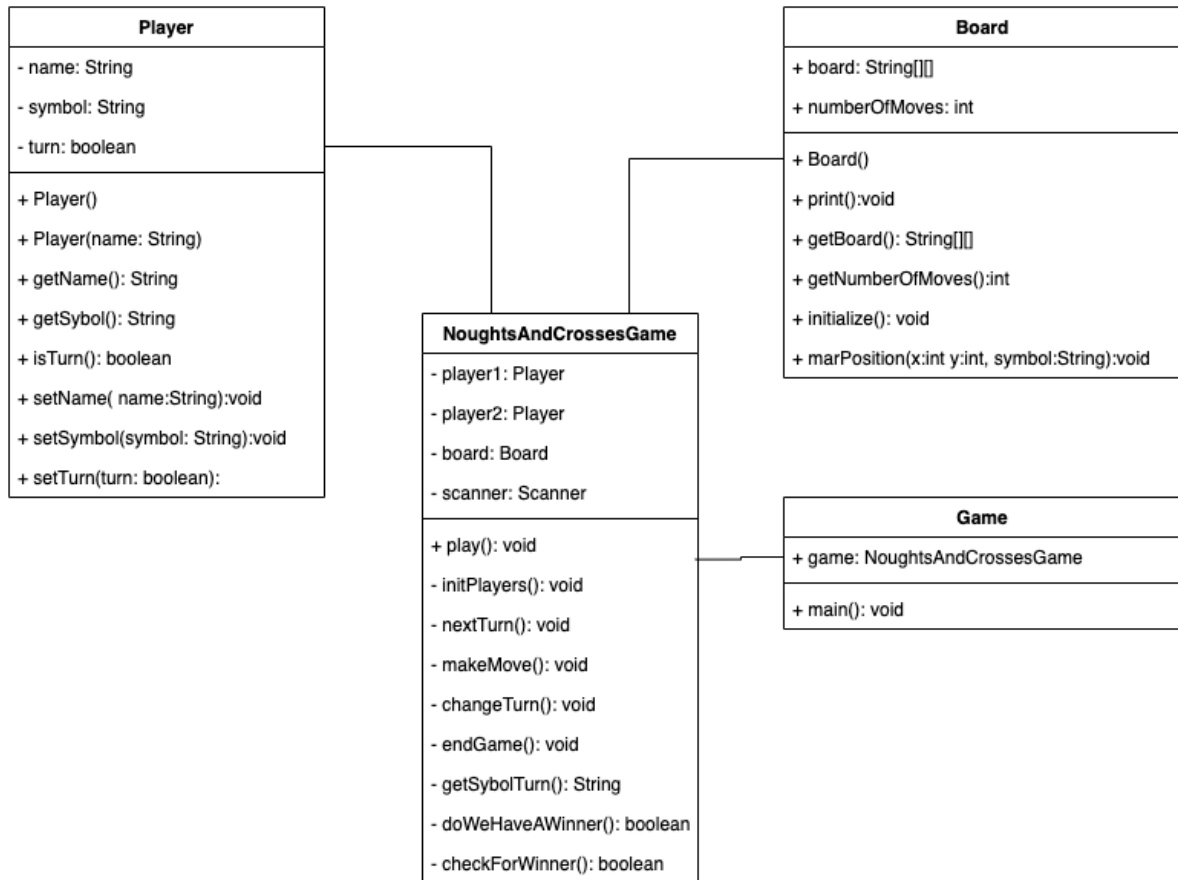 Player
- name: String
- symbol: String
- turn: boolean
+ Player()
+ Player(name: String)
+ getName(): String
+ getSybol(): String
+ isTurn(): boolean
+ setName( name:String):void
+ setSymbol(symbol: String):void
+ setTurn(turn: boolean):
Board
+ board: String[][]
+ numberOfMoves: int
+ Board()
+ print():void
+ getBoard(): String[][]
+ getNumberOfMoves():int
+ initialize(): void
+ marPosition(x:int y:int, symbol:String):void
NoughtsAndCrossesGame
- player1: Player
- player2: Player
- board: Board
- scanner: Scanner
+ play(): void
- initPlayers(): void
- nextTurn(): void
- makeMove(): void
- changeTurn(): void
- endGame(): void
- getSybolTurn(): String
- doWeHaveAWinner(): boolean
- checkForWinner(): boolean
Game
+ game: NoughtsAndCrossesGame
+ main(): void